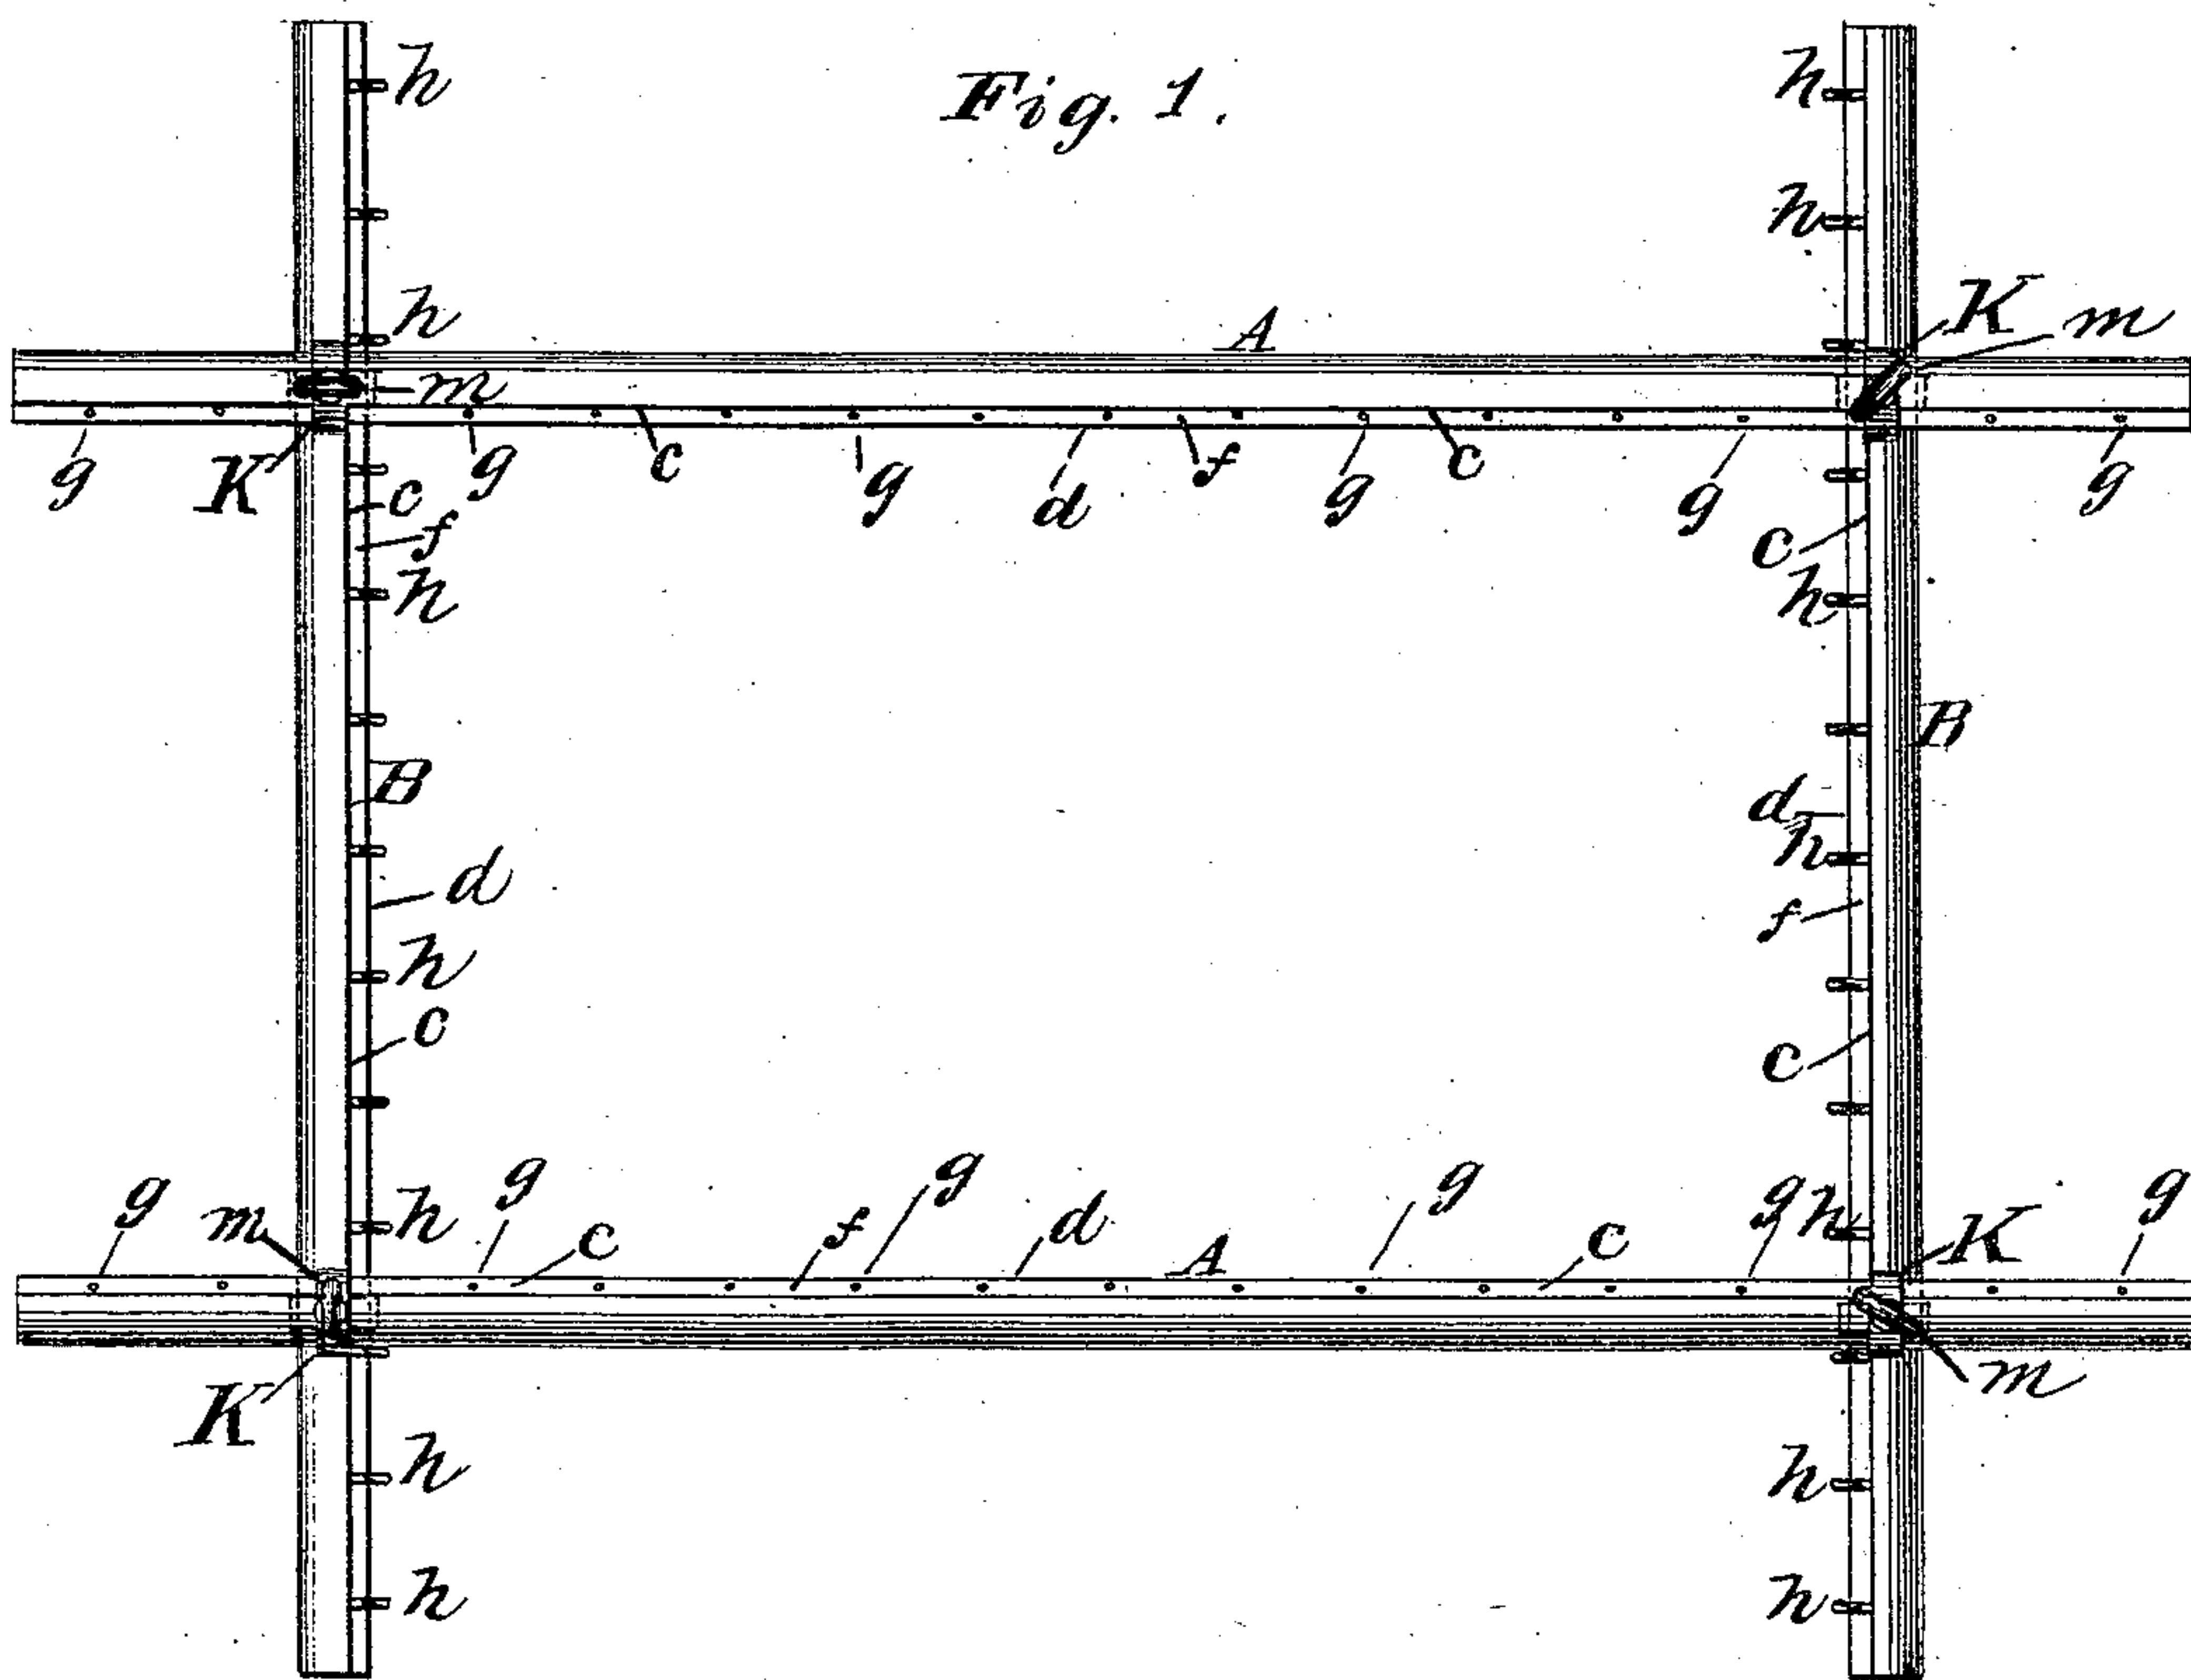 Fig. 1.
h h
h
h A K m
m
g K g c g d f g c g g
c c
f
h h
B
B
d
d h
f
h
c c
g m g c f g d A g c g h K g
K m
h h
h h